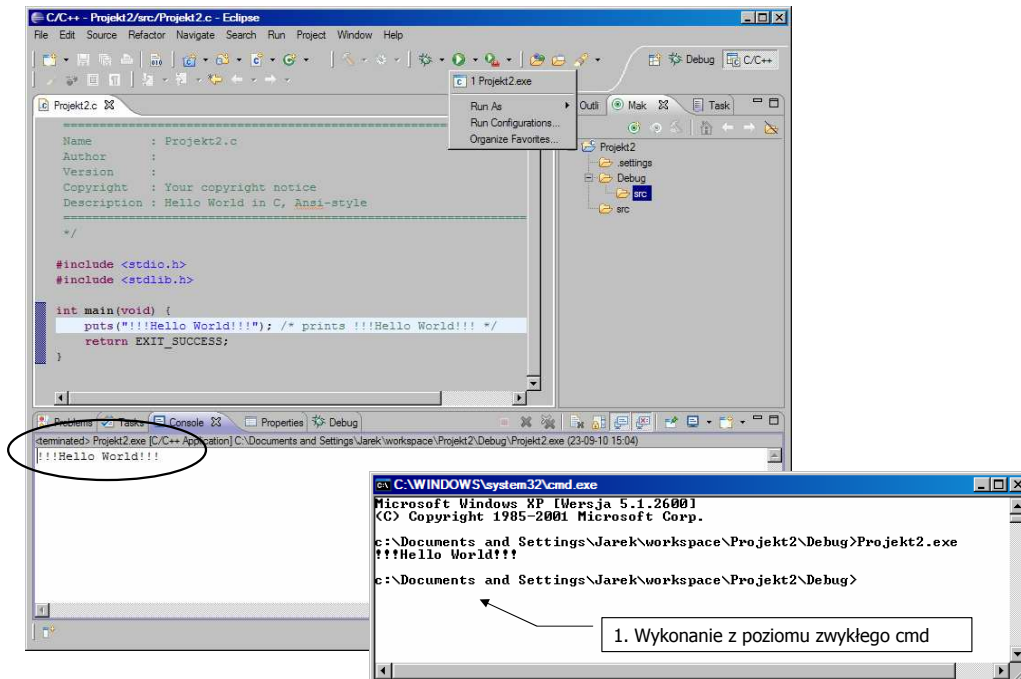 C/C++ - Projekt2/src/Projekt2.c - Eclipse
File Edit Source Refactor Navigate Search Run Project Window Help
Debug C/C++
1 Projekt2.exe
Run As
Run Configurations...
Organize Favorites...
Projekt2.c
Outli Mak Task
Name : Projekt2.c
Author :
Version :
Copyright : Your copyright notice
Description : Hello World in C, Ansi-style
============================================================================
*/
#include <stdio.h>
#include <stdlib.h>
int main(void) {
puts("!!!Hello World!!!"); /* prints !!!Hello World!!! */
return EXIT_SUCCESS;
}
Projekt2
.settings
Debug
src
src
Problems Tasks Console Properties Debug
<terminated> Projekt2.exe [C/C++ Application] C:\Documents and Settings\Jarek\workspace\Projekt2\Debug\Projekt2.exe (23-09-10 15:04)
!!!Hello World!!!
C:\WINDOWS\system32\cmd.exe
Microsoft Windows XP [Wersja 5.1.2600]
(C) Copyright 1985-2001 Microsoft Corp.
c:\Documents and Settings\Jarek\workspace\Projekt2\Debug>Projekt2.exe
!!!Hello World!!!
c:\Documents and Settings\Jarek\workspace\Projekt2\Debug>
1. Wykonanie z poziomu zwykłego cmd